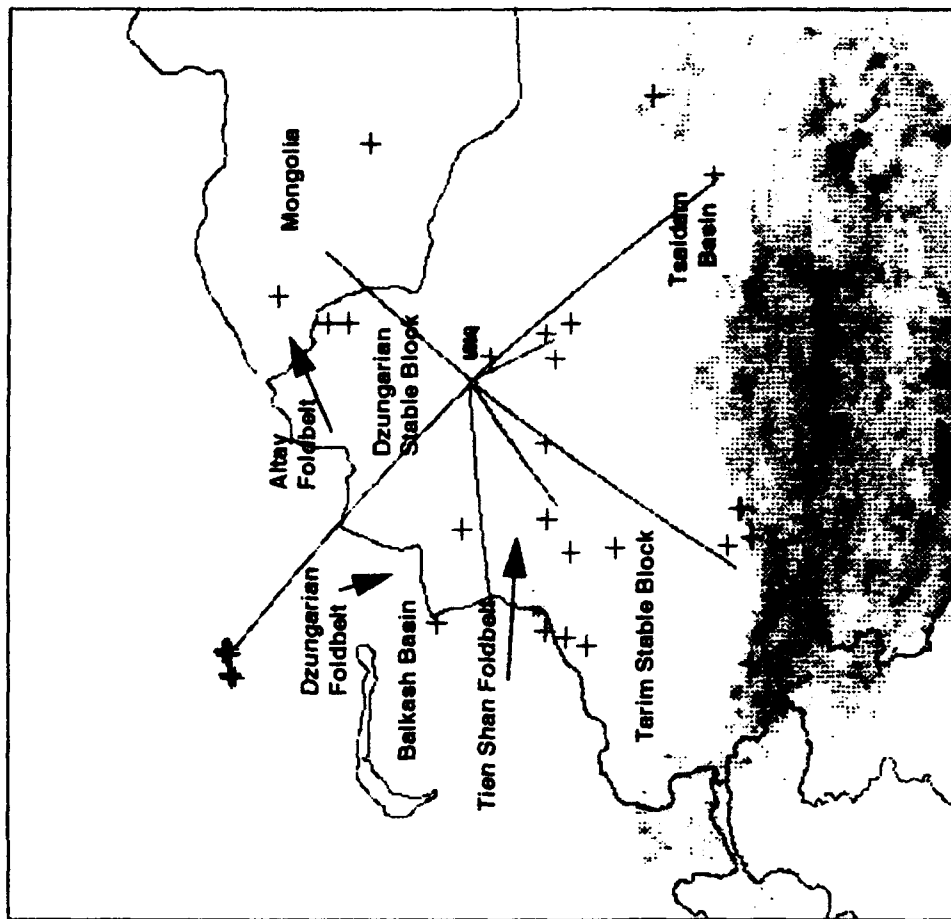 Altay
Foldbelt
Mongolia
Dzungarian
Foldbelt
Dzungarian
Stable Block
Balkash Basin
Tien Shan Foldbelt
Tarim Stable Block
Tsaidam
Basin